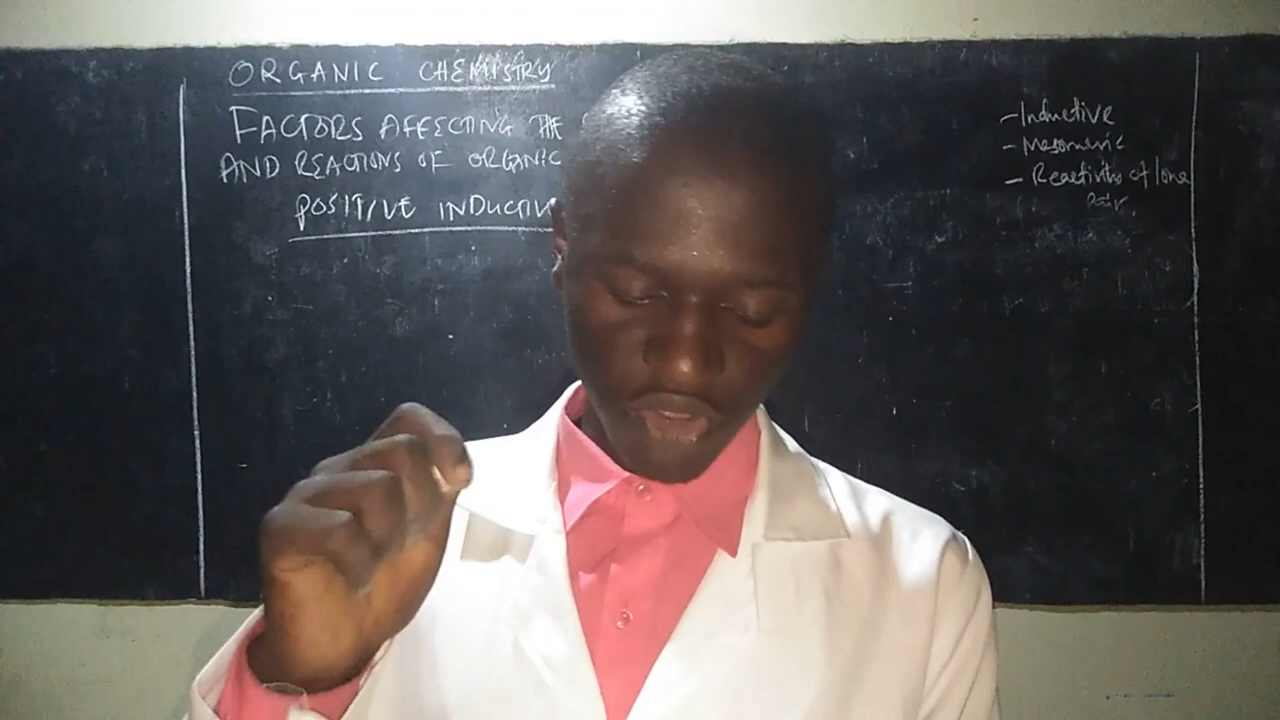 ORGANIC CHEMISTRY
FACTORS AFFECTING THE
AND REACTIONS OF ORGANIC
POSITIVE INDUCTIV
- Inductive
- Mesomeric
- Reactivity of lone
Pair.